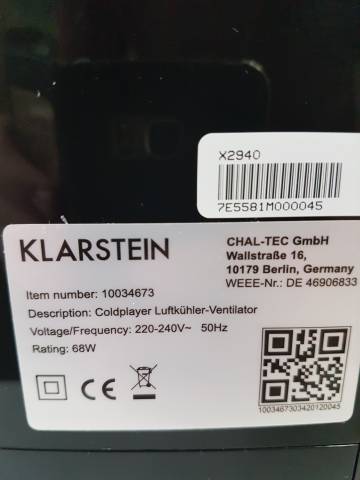 X2940
7E5581M000045
KLARSTEIN
CHAL-TEC GmbH
Wallstraße 16,
10179 Berlin, Germany
WEEE-Nr.: DE 46906833
Item number: 10034673
Description: Coldplayer Luftkühler-Ventilator
Voltage/Frequency: 220-240V~ 50Hz
Rating: 68W
CE
1003467303420120045